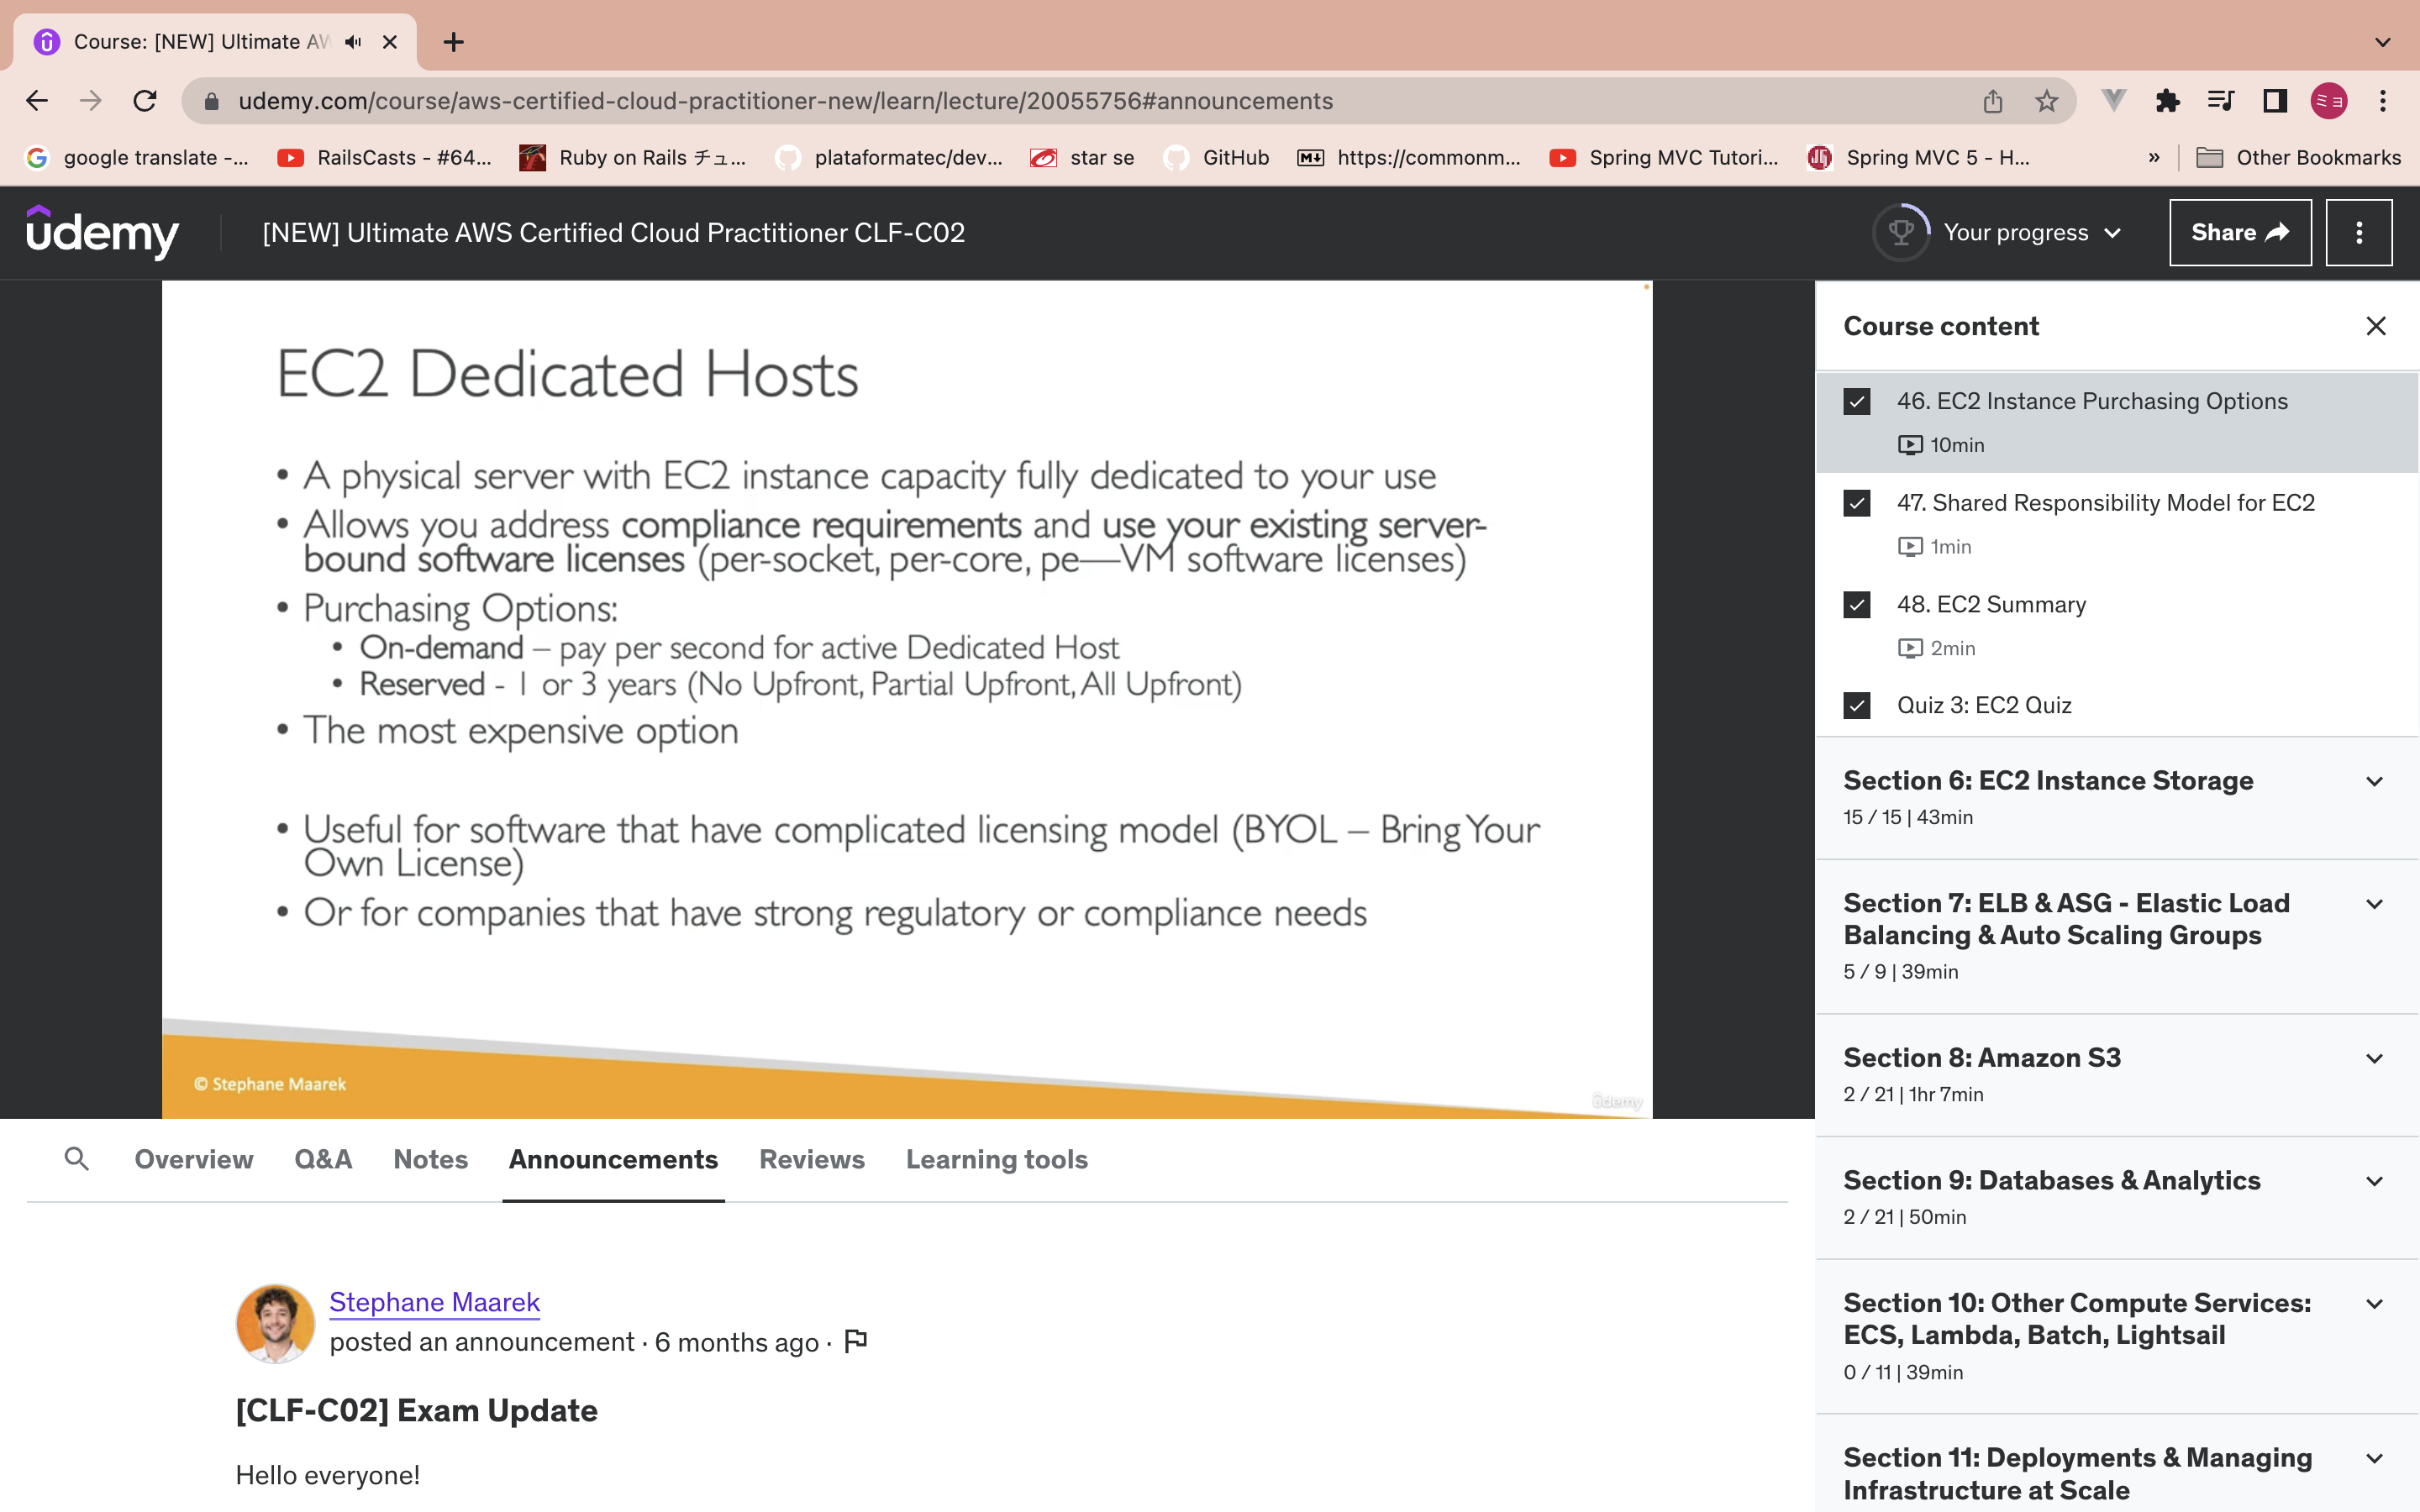 Course: [NEW] Ultimate AW
udemy.com/course/aws-certified-cloud-practitioner-new/learn/lecture/20055756#announcements
ミヨ
google translate -...
RailsCasts - #64...
Ruby on Rails チュ...
plataformatec/dev...
star se
GitHub
https://commonm...
Spring MVC Tutori...
Spring MVC 5 - H...
»
Other Bookmarks
udemy
[NEW] Ultimate AWS Certified Cloud Practitioner CLF-C02
Your progress
Share
EC2 Dedicated Hosts
• A physical server with EC2 instance capacity fully dedicated to your use
• Allows you address compliance requirements and use your existing server-
bound software licenses (per-socket, per-core, pe—VM software licenses)
• Purchasing Options:
• On-demand – pay per second for active Dedicated Host
• Reserved - 1 or 3 years (No Upfront, Partial Upfront, All Upfront)
• The most expensive option
• Useful for software that have complicated licensing model (BYOL – Bring Your
Own License)
• Or for companies that have strong regulatory or compliance needs
© Stephane Maarek
udemy
Course content
46. EC2 Instance Purchasing Options
10min
47. Shared Responsibility Model for EC2
1min
48. EC2 Summary
2min
Quiz 3: EC2 Quiz
Section 6: EC2 Instance Storage
15 / 15 | 43min
Section 7: ELB & ASG - Elastic Load
Balancing & Auto Scaling Groups
5 / 9 | 39min
Section 8: Amazon S3
2 / 21 | 1hr 7min
Section 9: Databases & Analytics
2 / 21 | 50min
Section 10: Other Compute Services:
ECS, Lambda, Batch, Lightsail
0 / 11 | 39min
Section 11: Deployments & Managing
Infrastructure at Scale
Overview
Q&A
Notes
Announcements
Reviews
Learning tools
Stephane Maarek
posted an announcement · 6 months ago ·
[CLF-C02] Exam Update
Hello everyone!